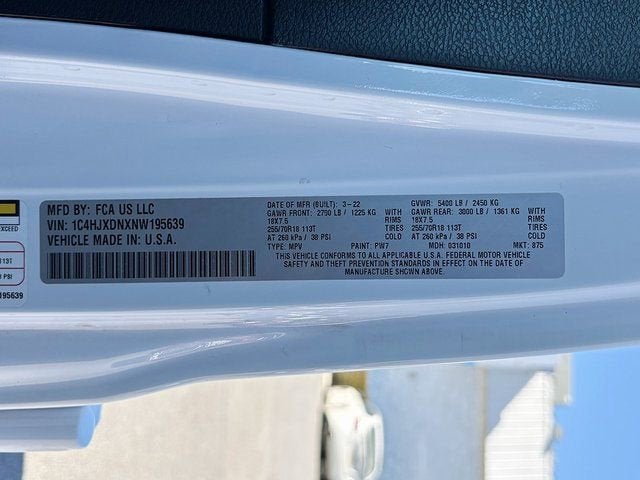 MFD BY: FCA US LLC
VIN: 1C4HJXDNXNW195639
VEHICLE MADE IN: U.S.A.
DATE OF MFR (BUILT): 3-22 GVWR: 5400 LB / 2450 KG
GAWR FRONT: 2700 LB / 1225 KG WITH GAWR REAR: 3000 LB / 1361 KG WITH
18X7.5 RIMS 18X7.5 RIMS
255/70R18 113T TIRES 255/70R18 113T TIRES
AT 260 kPa / 38 PSI COLD AT 260 kPa / 38 PSI COLD
TYPE: MPV PAINT: PW7 MDH: 031010 MKT: 875
THIS VEHICLE CONFORMS TO ALL APPLICABLE U.S.A. FEDERAL MOTOR VEHICLE
SAFETY AND THEFT PREVENTION STANDARDS IN EFFECT ON THE DATE OF
MANUFACTURE SHOWN ABOVE.
EXCEED
113T
PSI
195639